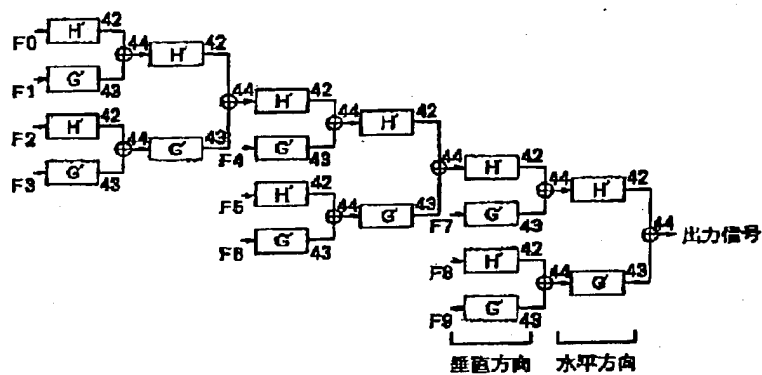 F0 H' 42
44 H' 42
F1 G' 43
44 H' 42
F2 H' 42
44 H' 42
44 G' 43
F3 G' 43
F4 G' 43
44 H' 42
F5 H' 42
44 H' 42
44 G' 43
F6 G' 43
F7 G' 43
44 出力信号
F8 H' 42
44 G' 43
F9 G' 43
垂直方向 水平方向